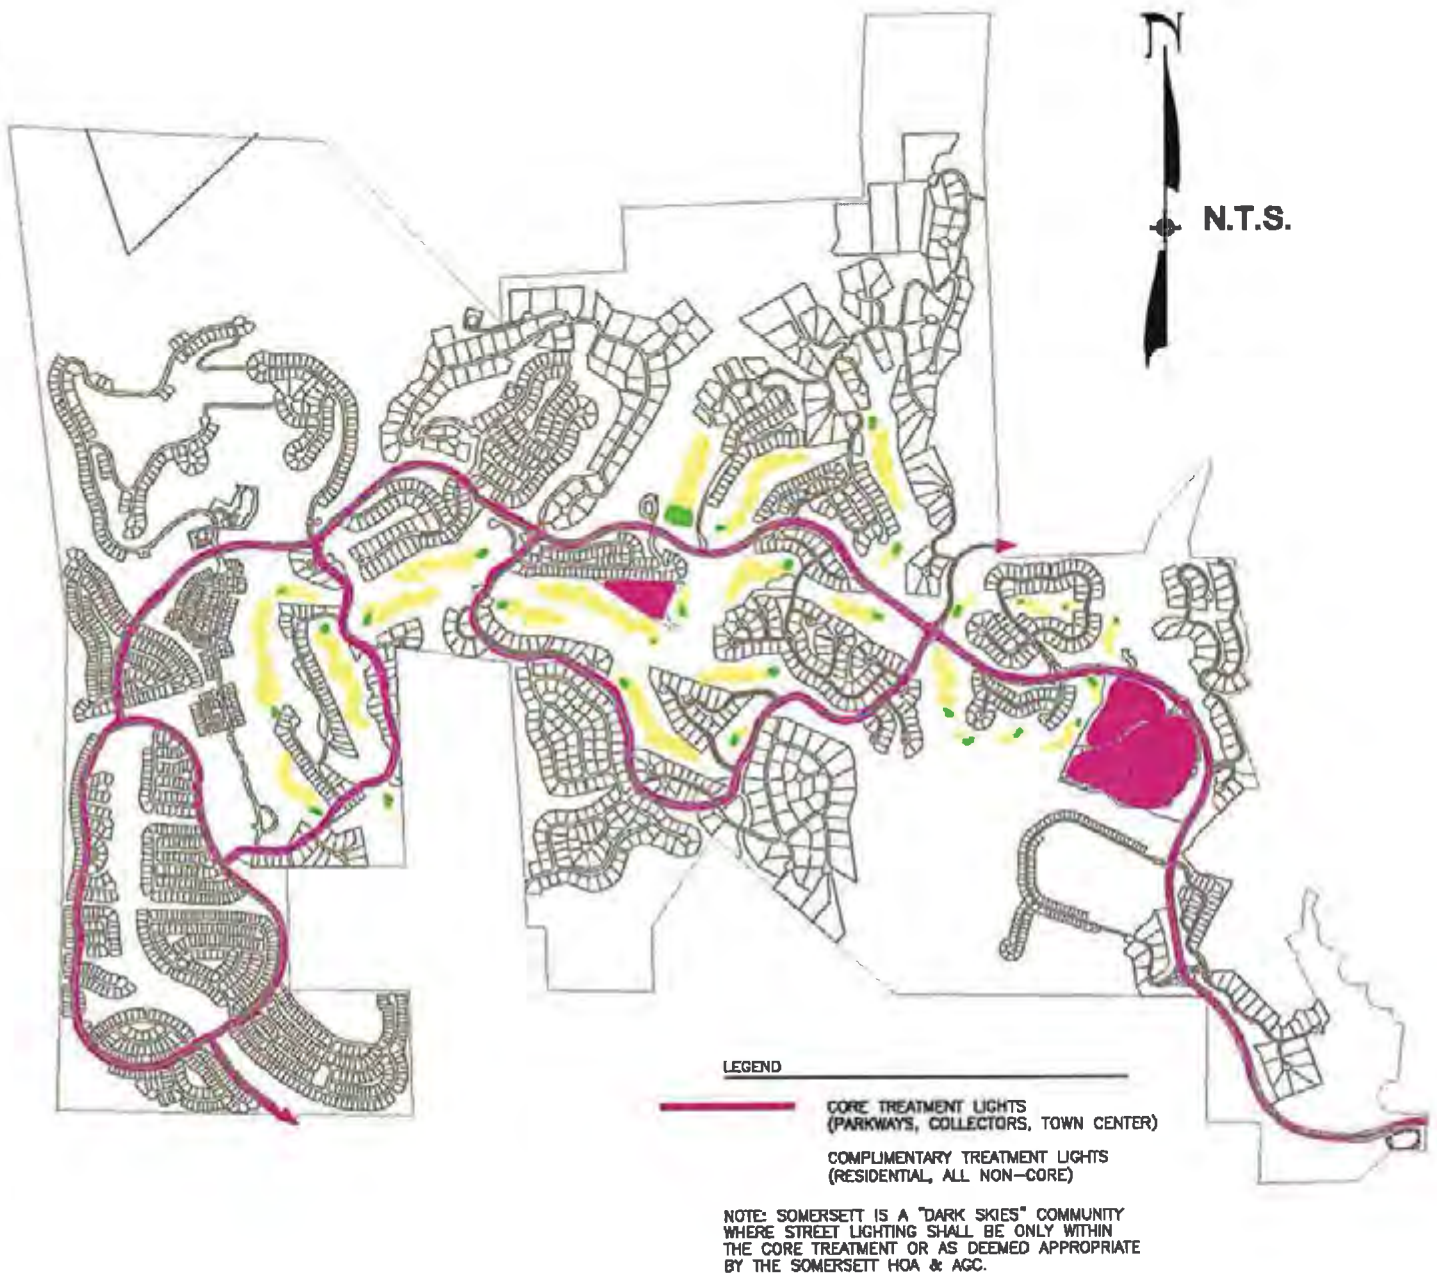 N
N.T.S.
LEGEND
CORE TREATMENT LIGHTS
(PARKWAYS, COLLECTORS, TOWN CENTER)
COMPLIMENTARY TREATMENT LIGHTS
(RESIDENTIAL, ALL NON-CORE)
NOTE: SOMERSETT IS A "DARK SKIES" COMMUNITY
WHERE STREET LIGHTING SHALL BE ONLY WITHIN
THE CORE TREATMENT OR AS DEEMED APPROPRIATE
BY THE SOMERSETT HOA & AGC.